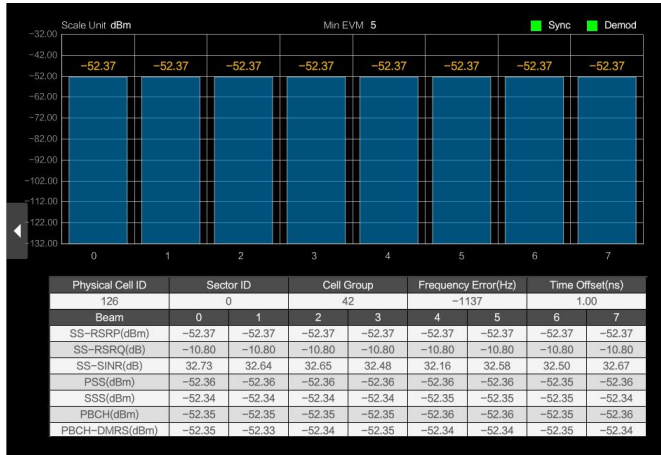 Scale Unit dBm Min EVM 5 Sync Demod
-32.00
-42.00
-52.37 -52.37 -52.37 -52.37 -52.37 -52.37 -52.37 -52.37
-52.00
-62.00
-72.00
-82.00
-92.00
-102.00
-112.00
-122.00
-132.00
0 1 2 3 4 5 6 7
Physical Cell ID Sector ID Cell Group Frequency Error(Hz) Time Offset(ns)
126 0 42 -1137 1.00
Beam 0 1 2 3 4 5 6 7
SS-RSRP(dBm) -52.37 -52.37 -52.37 -52.37 -52.37 -52.37 -52.37 -52.37
SS-RSRQ(dB) -10.80 -10.80 -10.80 -10.80 -10.80 -10.80 -10.80 -10.80
SS-SINR(dB) 32.73 32.64 32.65 32.48 32.16 32.58 32.50 32.67
PSS(dBm) -52.36 -52.36 -52.36 -52.36 -52.36 -52.36 -52.35 -52.35
SSS(dBm) -52.34 -52.34 -52.34 -52.34 -52.35 -52.35 -52.35 -52.34
PBCH(dBm) -52.35 -52.35 -52.35 -52.35 -52.36 -52.36 -52.35 -52.36
PBCH-DMRS(dBm) -52.35 -52.33 -52.34 -52.35 -52.34 -52.34 -52.35 -52.34